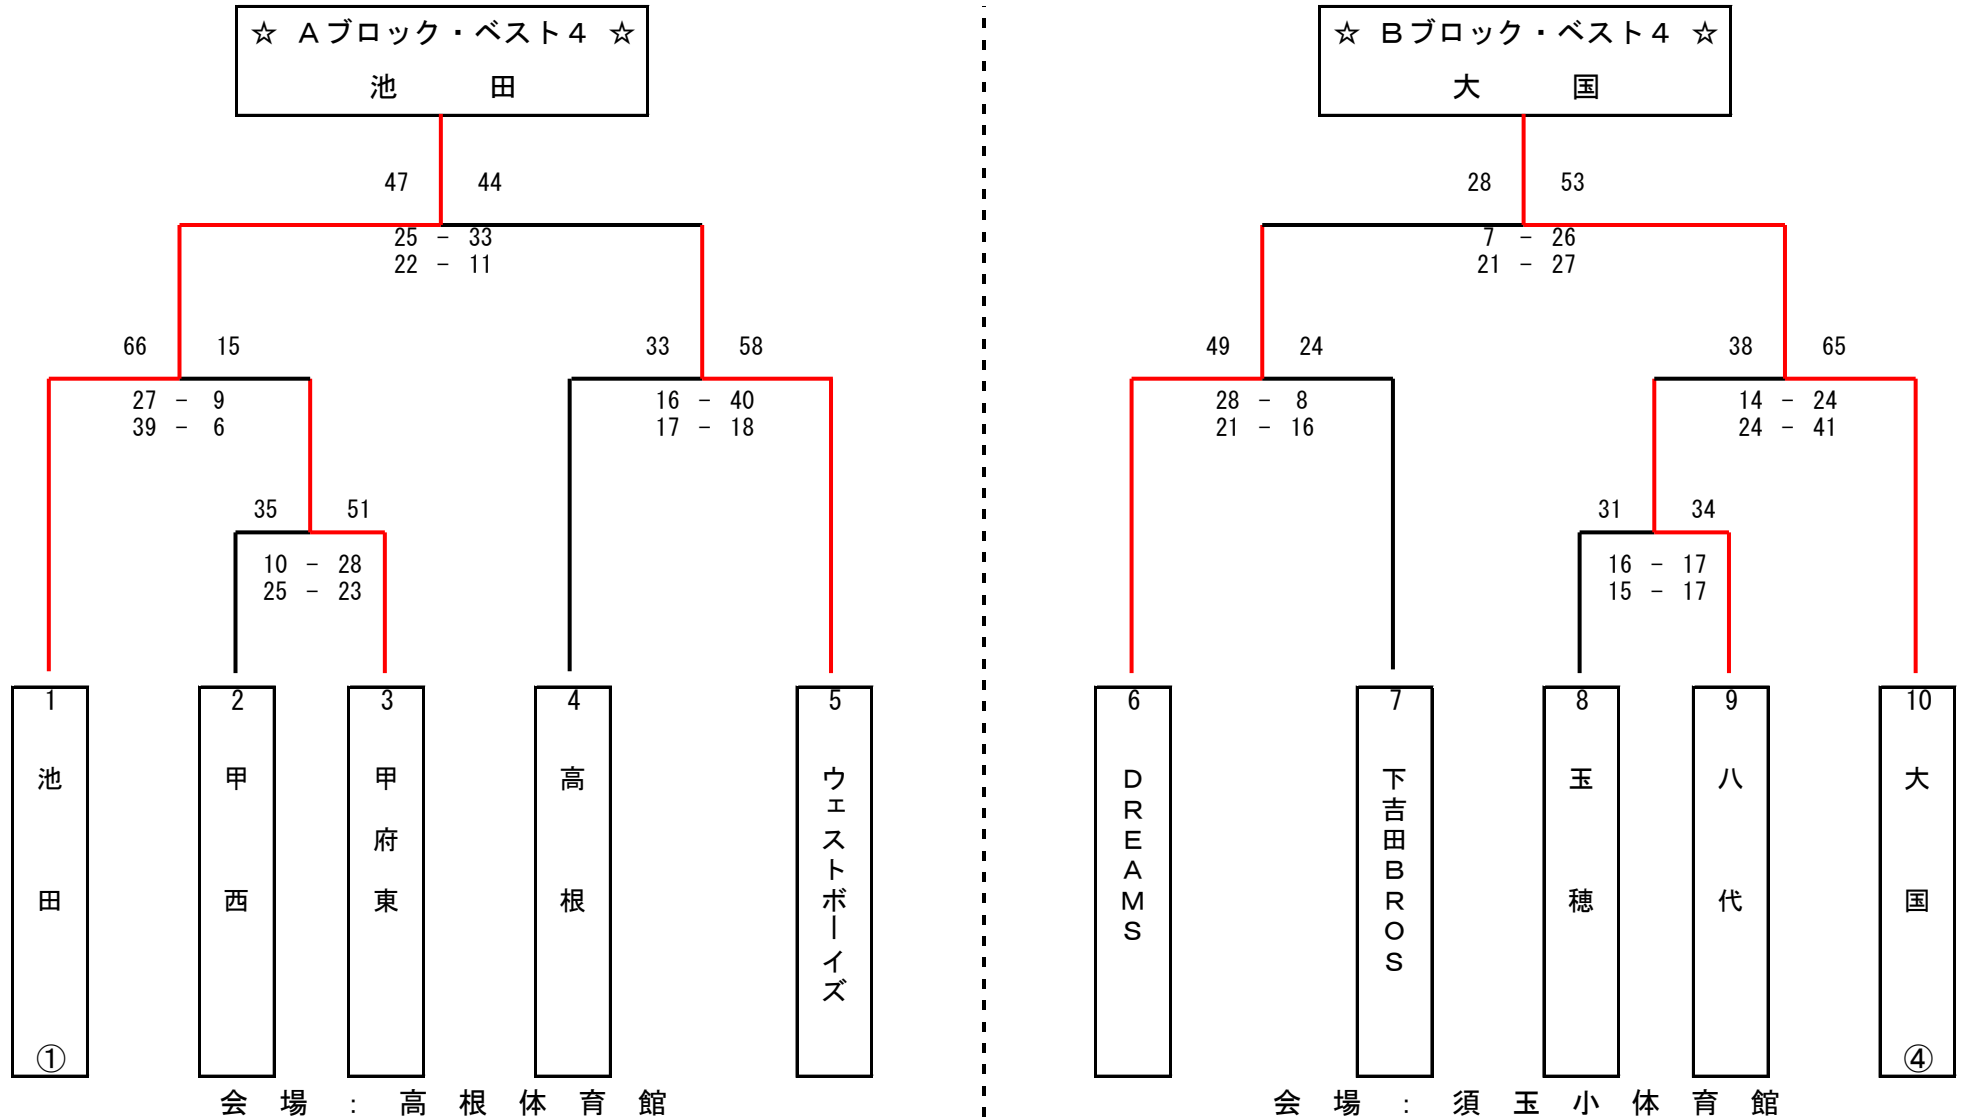 ☆ Aブロック・ベスト4 ☆
池 田
47 44
25 － 33
22 － 11
66 15
27 － 9
39 － 6
33 58
16 － 40
17 － 18
35 51
10 － 28
25 － 23
1 池田 ①
2 甲西
3 甲府東
4 高根
5 ウェストボーイズ
会 場 : 高 根 体 育 館
☆ Bブロック・ベスト4 ☆
大 国
28 53
7 － 26
21 － 27
49 24
28 － 8
21 － 16
38 65
14 － 24
24 － 41
31 34
16 － 17
15 － 17
6 DREAMS
7 下吉田BROS
8 玉穂
9 八代
10 大国 ④
会 場 : 須 玉 小 体 育 館